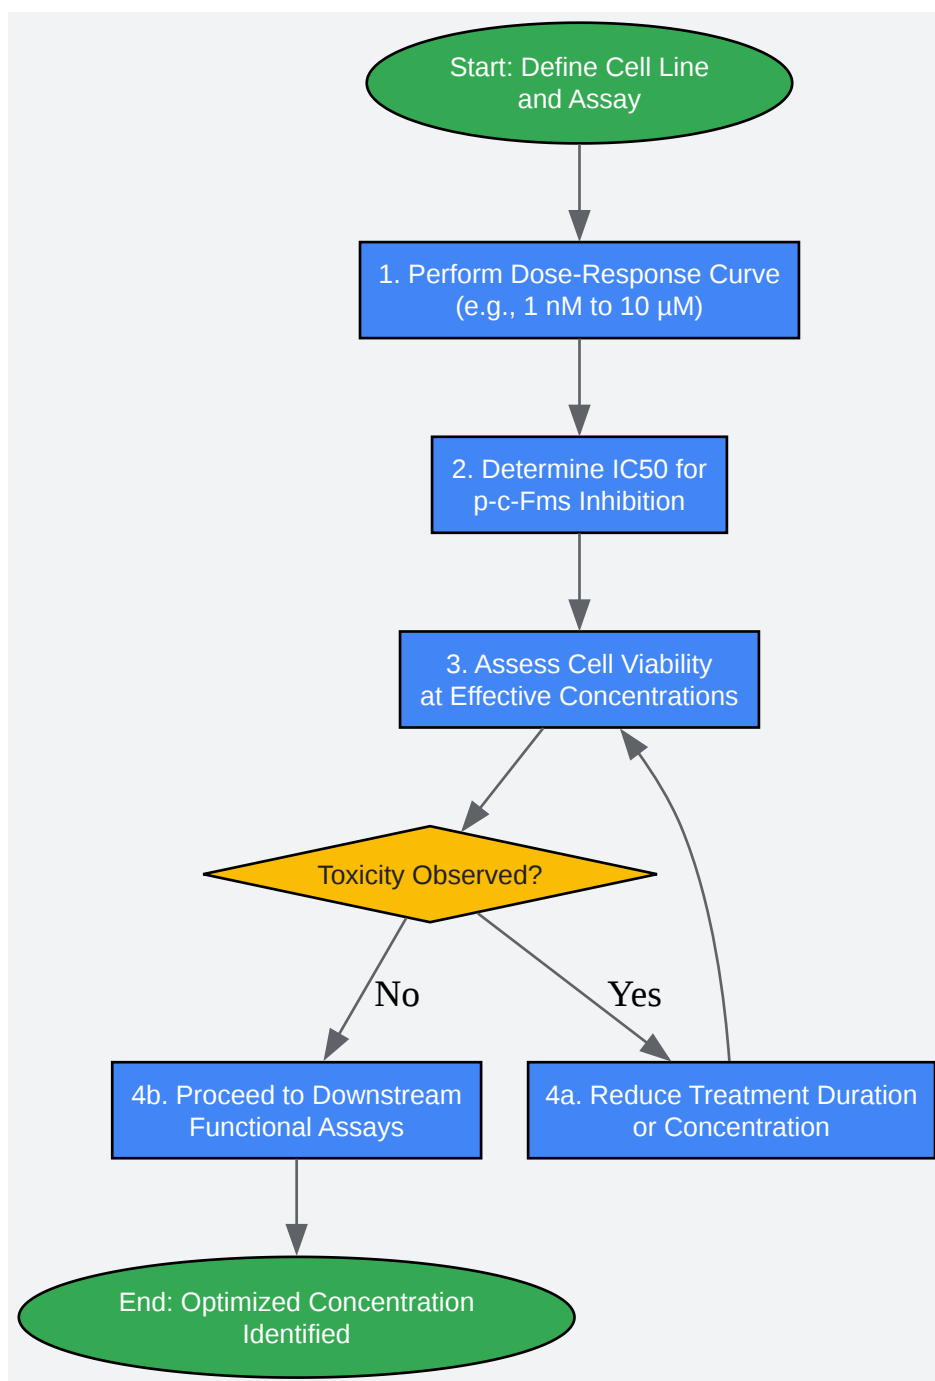 Start: Define Cell Line
and Assay
1. Perform Dose-Response Curve
(e.g., 1 nM to 10 µM)
2. Determine IC50 for
p-c-Fms Inhibition
3. Assess Cell Viability
at Effective Concentrations
Toxicity Observed?
No
Yes
4b. Proceed to Downstream
Functional Assays
4a. Reduce Treatment Duration
or Concentration
End: Optimized Concentration
Identified